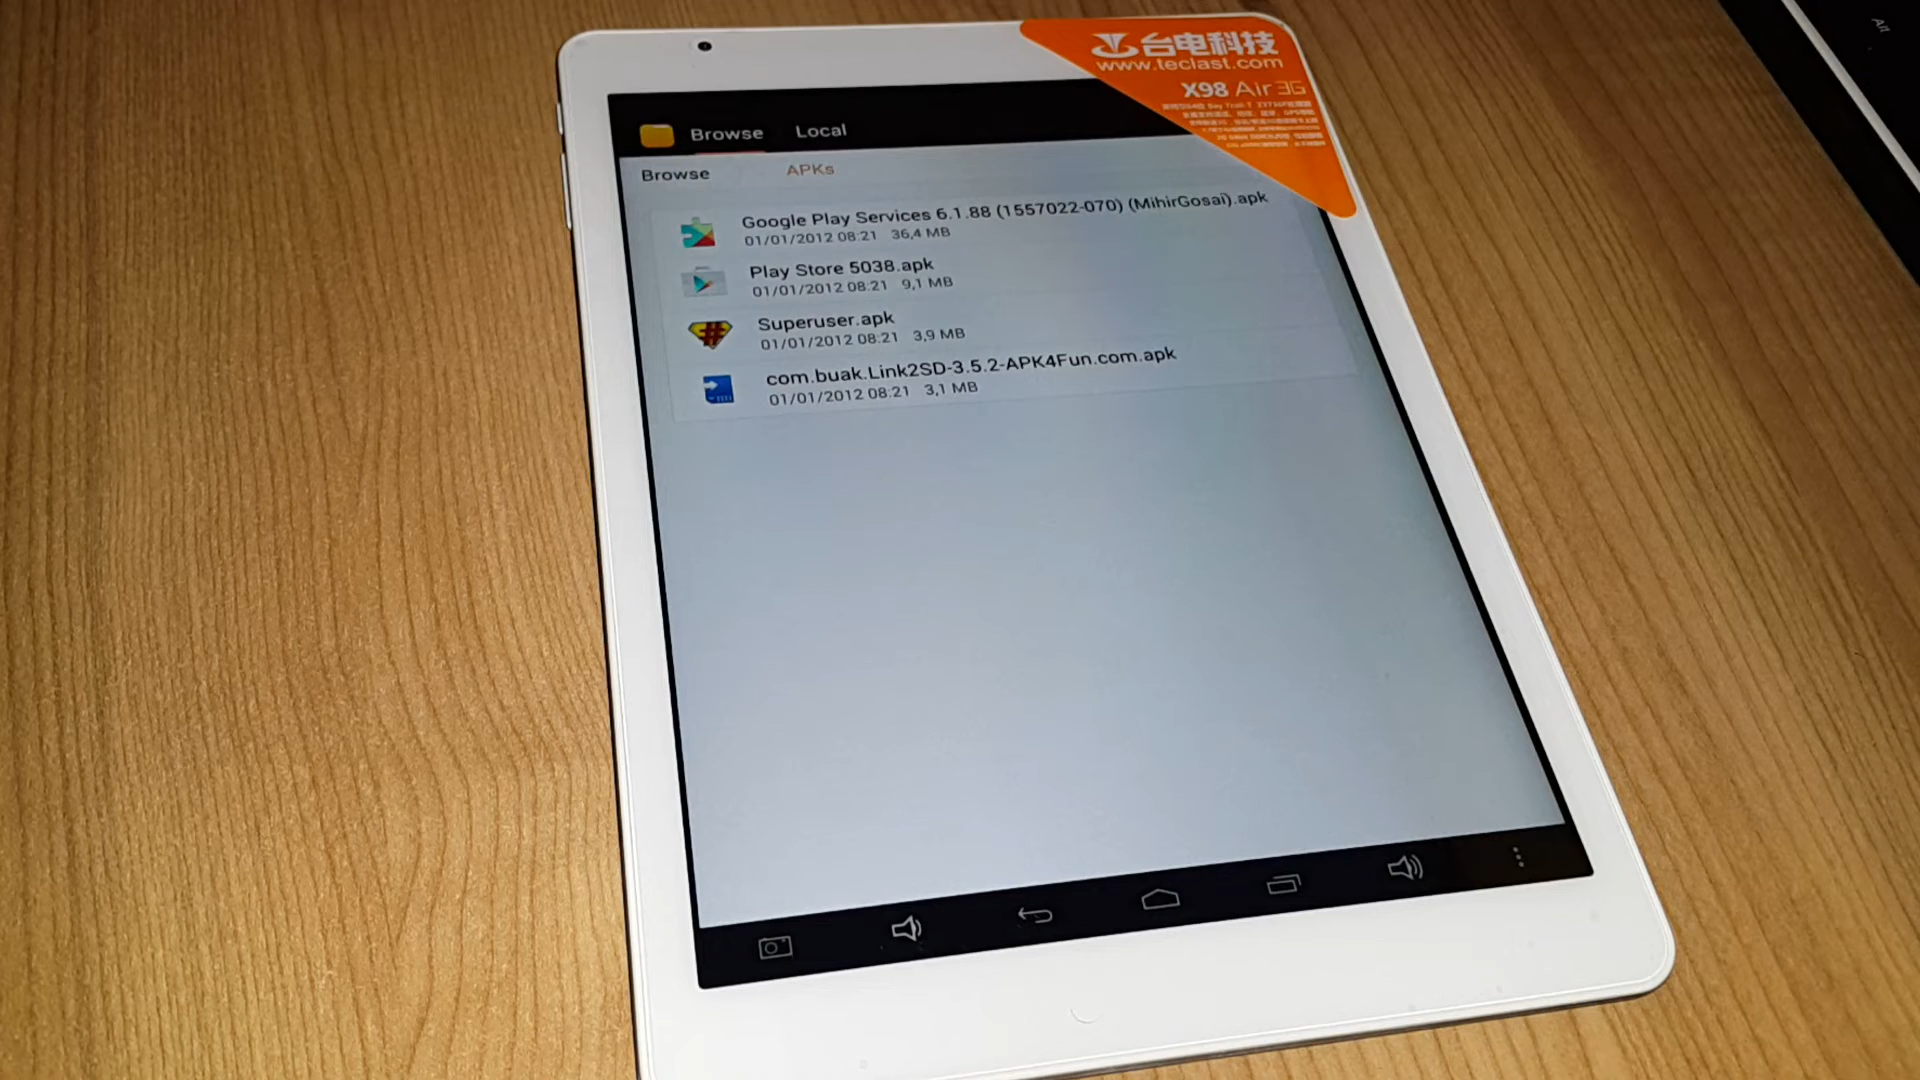 台电科技
www.teclast.com
X98 Air 3G
Browse
Local
Browse
APKs
Google Play Services 6.1.88 (1557022-070) (MihirGosai).apk
01/01/2012 08:21 36,4 MB
Play Store 5038.apk
01/01/2012 08:21 9,1 MB
Superuser.apk
01/01/2012 08:21 3,9 MB
com.buak.Link2SD-3.5.2-APK4Fun.com.apk
01/01/2012 08:21 3,1 MB